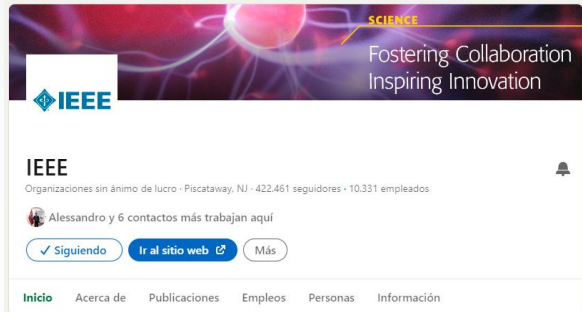 SCIENCE
Fostering Collaboration
Inspiring Innovation
IEEE
IEEE
Organizaciones sin ánimo de lucro · Piscataway, NJ · 422.461 seguidores · 10.331 empleados
Alessandro y 6 contactos más trabajan aquí
Siguiendo Ir al sitio web Más
Inicio Acerca de Publicaciones Empleos Personas Información